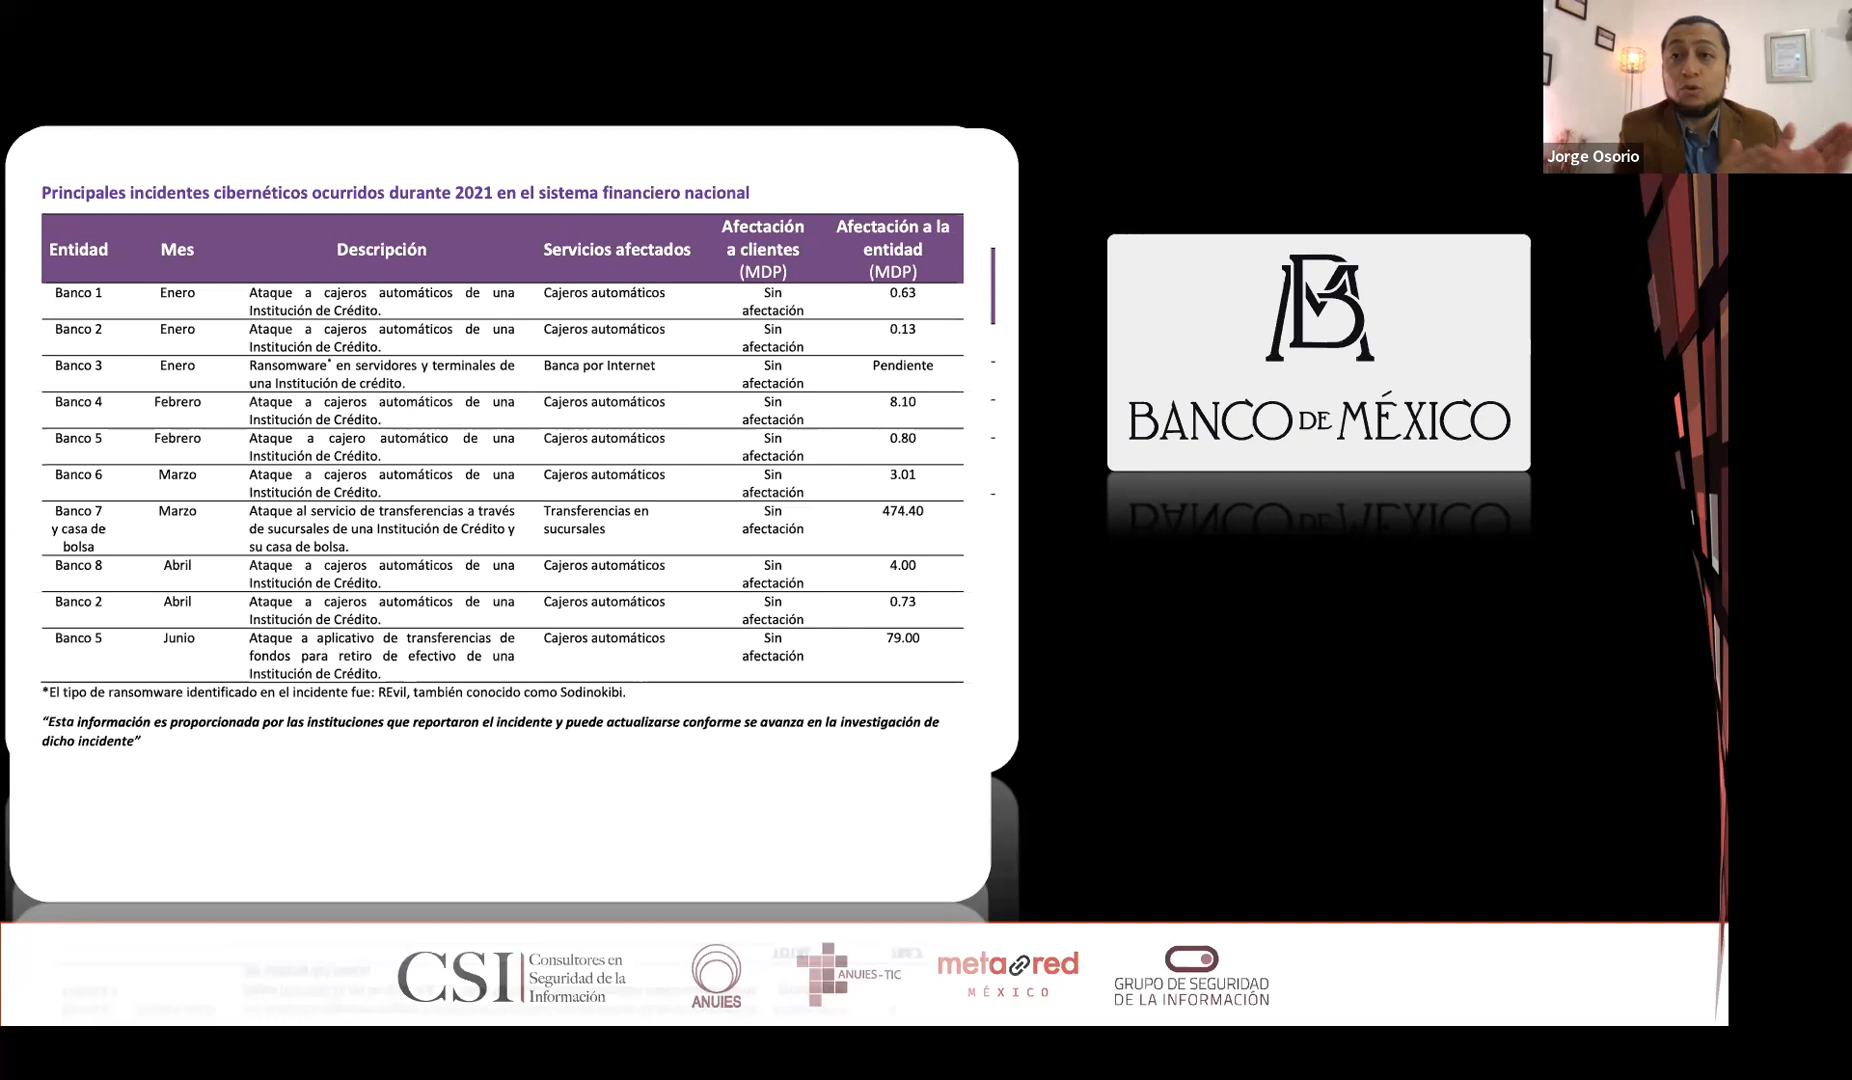 Jorge Osorio
Principales incidentes cibernéticos ocurridos durante 2021 en el sistema financiero nacional
Entidad Mes Descripción Servicios afectados Afectación a clientes (MDP) Afectación a la entidad (MDP)
Banco 1 Enero Ataque a cajeros automáticos de una Institución de Crédito. Cajeros automáticos Sin afectación 0.63
Banco 2 Enero Ataque a cajeros automáticos de una Institución de Crédito. Cajeros automáticos Sin afectación 0.13
Banco 3 Enero Ransomware* en servidores y terminales de una Institución de crédito. Banca por Internet Sin afectación Pendiente
Banco 4 Febrero Ataque a cajeros automáticos de una Institución de Crédito. Cajeros automáticos Sin afectación 8.10
Banco 5 Febrero Ataque a cajero automático de una Institución de Crédito. Cajeros automáticos Sin afectación 0.80
Banco 6 Marzo Ataque a cajeros automáticos de una Institución de Crédito. Cajeros automáticos Sin afectación 3.01
Banco 7 y casa de bolsa Marzo Ataque al servicio de transferencias a través de sucursales de una Institución de Crédito y su casa de bolsa. Transferencias en sucursales Sin afectación 474.40
Banco 8 Abril Ataque a cajeros automáticos de una Institución de Crédito. Cajeros automáticos Sin afectación 4.00
Banco 2 Abril Ataque a cajeros automáticos de una Institución de Crédito. Cajeros automáticos Sin afectación 0.73
Banco 5 Junio Ataque a aplicativo de transferencias de fondos para retiro de efectivo de una Institución de Crédito. Cajeros automáticos Sin afectación 79.00
*El tipo de ransomware identificado en el incidente fue: REvil, también conocido como Sodinokibi.
“Esta información es proporcionada por las instituciones que reportaron el incidente y puede actualizarse conforme se avanza en la investigación de
dicho incidente”
BANCO DE MÉXICO
CSI
Consultores en
Seguridad de la
Información
ANUIES
ANUIES-TIC
metared
MÉXICO
GRUPO DE SEGURIDAD
DE LA INFORMACIÓN